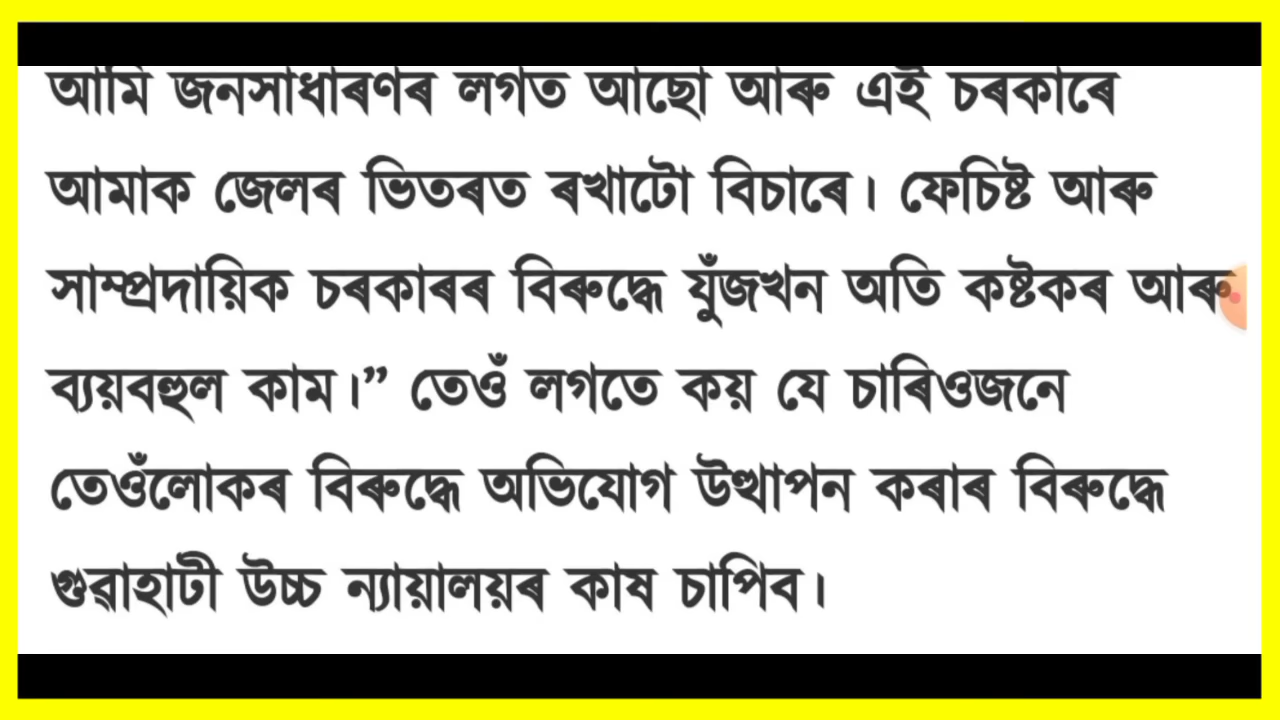 আমি জনসাধাৰণৰ লগত আছো আৰু এই চৰকাৰে
আমাক জেলৰ ভিতৰত ৰখাটো বিচাৰে। ফেচিষ্ট আৰু
সাম্প্ৰদায়িক চৰকাৰৰ বিৰুদ্ধে যুঁজখন অতি কষ্টকৰ আৰু
ব্যয়বহুল কাম।” তেওঁ লগতে কয় যে চাৰিওজনে
তেওঁলোকৰ বিৰুদ্ধে অভিযোগ উত্থাপন কৰাৰ বিৰুদ্ধে
গুৱাহাটী উচ্চ ন্যায়ালয়ৰ কাষ চাপিব।